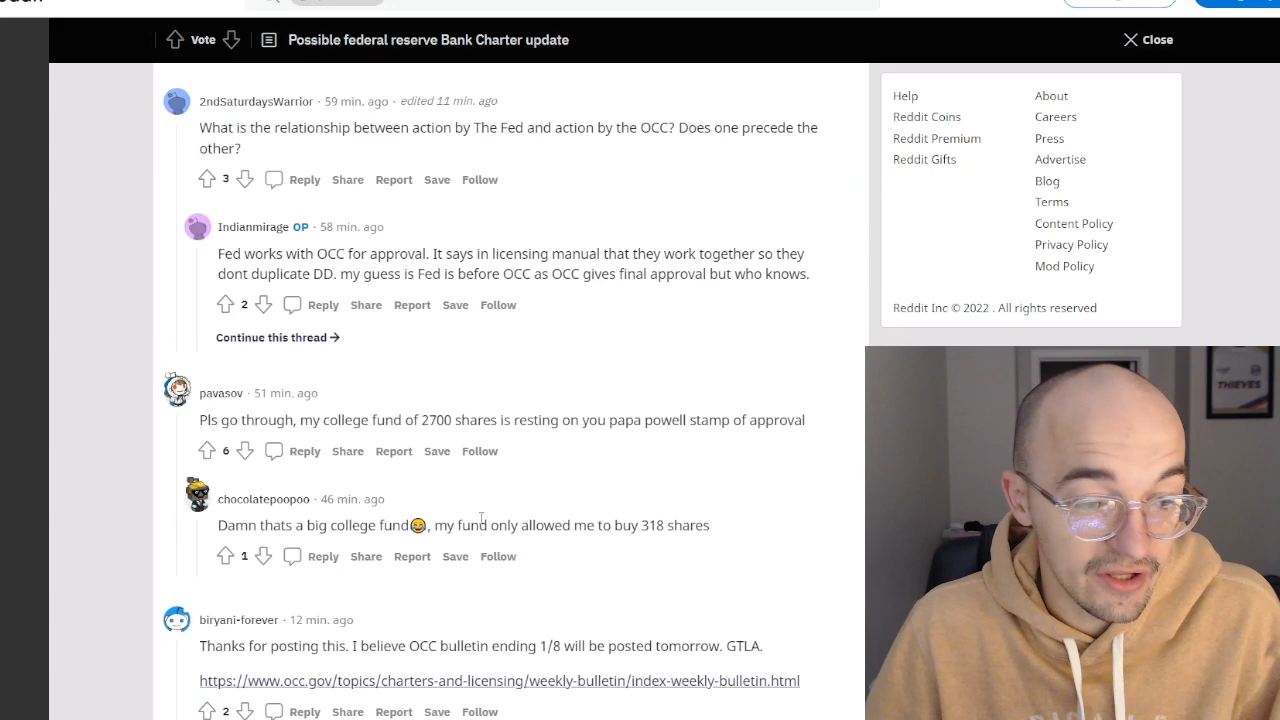 Vote
Possible federal reserve Bank Charter update
Close
2ndSaturdaysWarrior · 59 min. ago · edited 11 min. ago
What is the relationship between action by The Fed and action by the OCC? Does one precede the
other?
3 Reply Share Report Save Follow
Indianmirage OP · 58 min. ago
Fed works with OCC for approval. It says in licensing manual that they work together so they
dont duplicate DD. my guess is Fed is before OCC as OCC gives final approval but who knows.
2 Reply Share Report Save Follow
Continue this thread →
pavasov · 51 min. ago
Pls go through, my college fund of 2700 shares is resting on you papa powell stamp of approval
6 Reply Share Report Save Follow
chocolatepoopoo · 46 min. ago
Damn thats a big college fund😂, my fund only allowed me to buy 318 shares
1 Reply Share Report Save Follow
biryani-forever · 12 min. ago
Thanks for posting this. I believe OCC bulletin ending 1/8 will be posted tomorrow. GTLA.
https://www.occ.gov/topics/charters-and-licensing/weekly-bulletin/index-weekly-bulletin.html
2 Reply Share Report Save Follow
Help About
Reddit Coins Careers
Reddit Premium Press
Reddit Gifts Advertise
Blog
Terms
Content Policy
Privacy Policy
Mod Policy
Reddit Inc © 2022 . All rights reserved
THIEVES